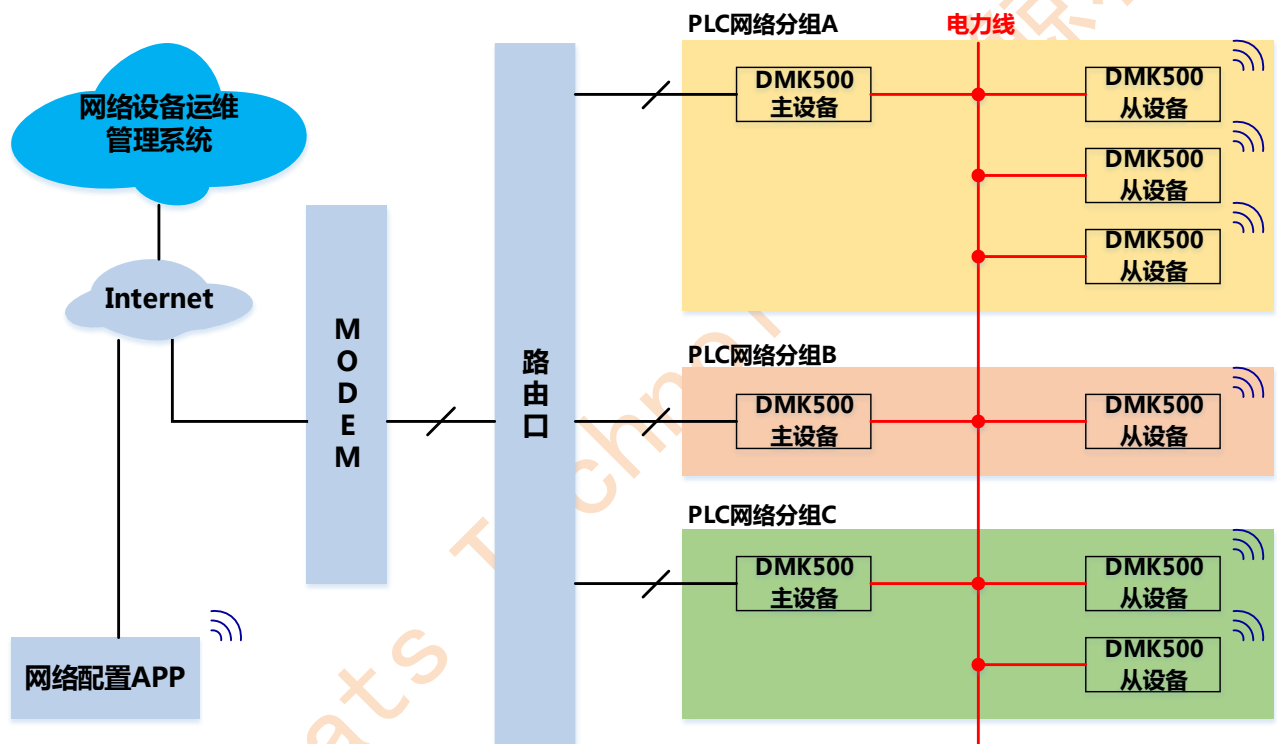 PLC网络分组A
电力线
网络设备运维
管理系统
DMK500
主设备
DMK500
从设备
DMK500
从设备
DMK500
从设备
Internet
MODEM
路由口
PLC网络分组B
DMK500
主设备
DMK500
从设备
PLC网络分组C
DMK500
主设备
DMK500
从设备
DMK500
从设备
网络配置APP